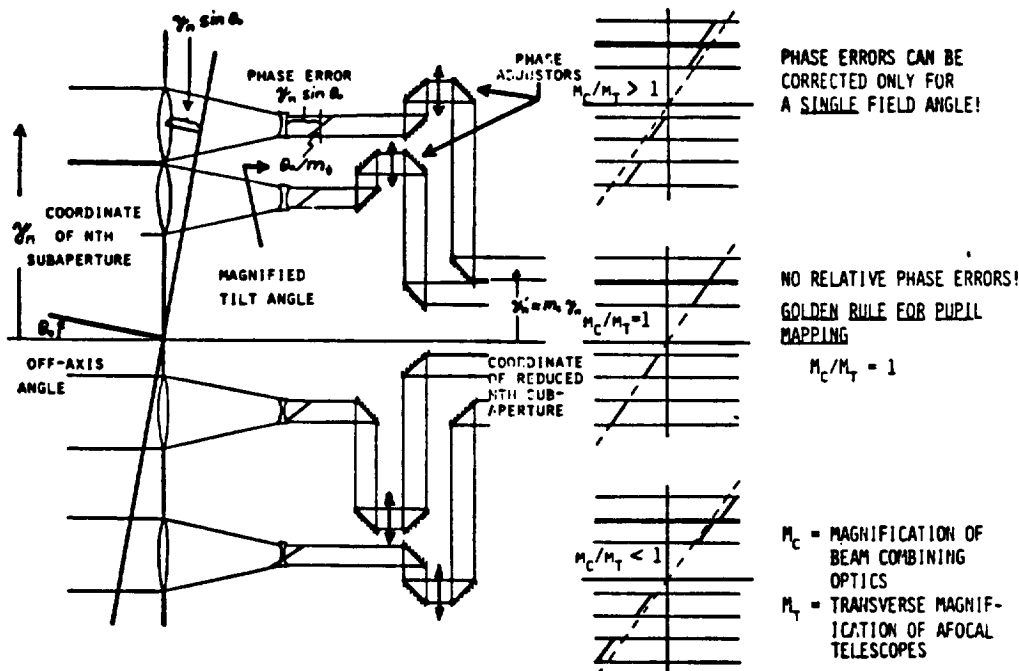 γn sin θo
PHASE ERROR
γn sin θo
PHASE
ADJUSTORS
θo/mt
γn
COORDINATE
OF NTH
SUBAPERTURE
MAGNIFIED
TILT ANGLE
θo
OFF-AXIS
ANGLE
γn' = mc γn
COORDINATE
OF REDUCED
NTH SUB-
APERTURE
MC/MT > 1
PHASE ERRORS CAN BE
CORRECTED ONLY FOR
A SINGLE FIELD ANGLE!
MC/MT=1
NO RELATIVE PHASE ERRORS!
GOLDEN RULE FOR PUPIL
MAPPING
MC/MT = 1
MC/MT < 1
MC = MAGNIFICATION OF
BEAM COMBINING
OPTICS
MT = TRANSVERSE MAGNIF-
ICATION OF AFOCAL
TELESCOPES